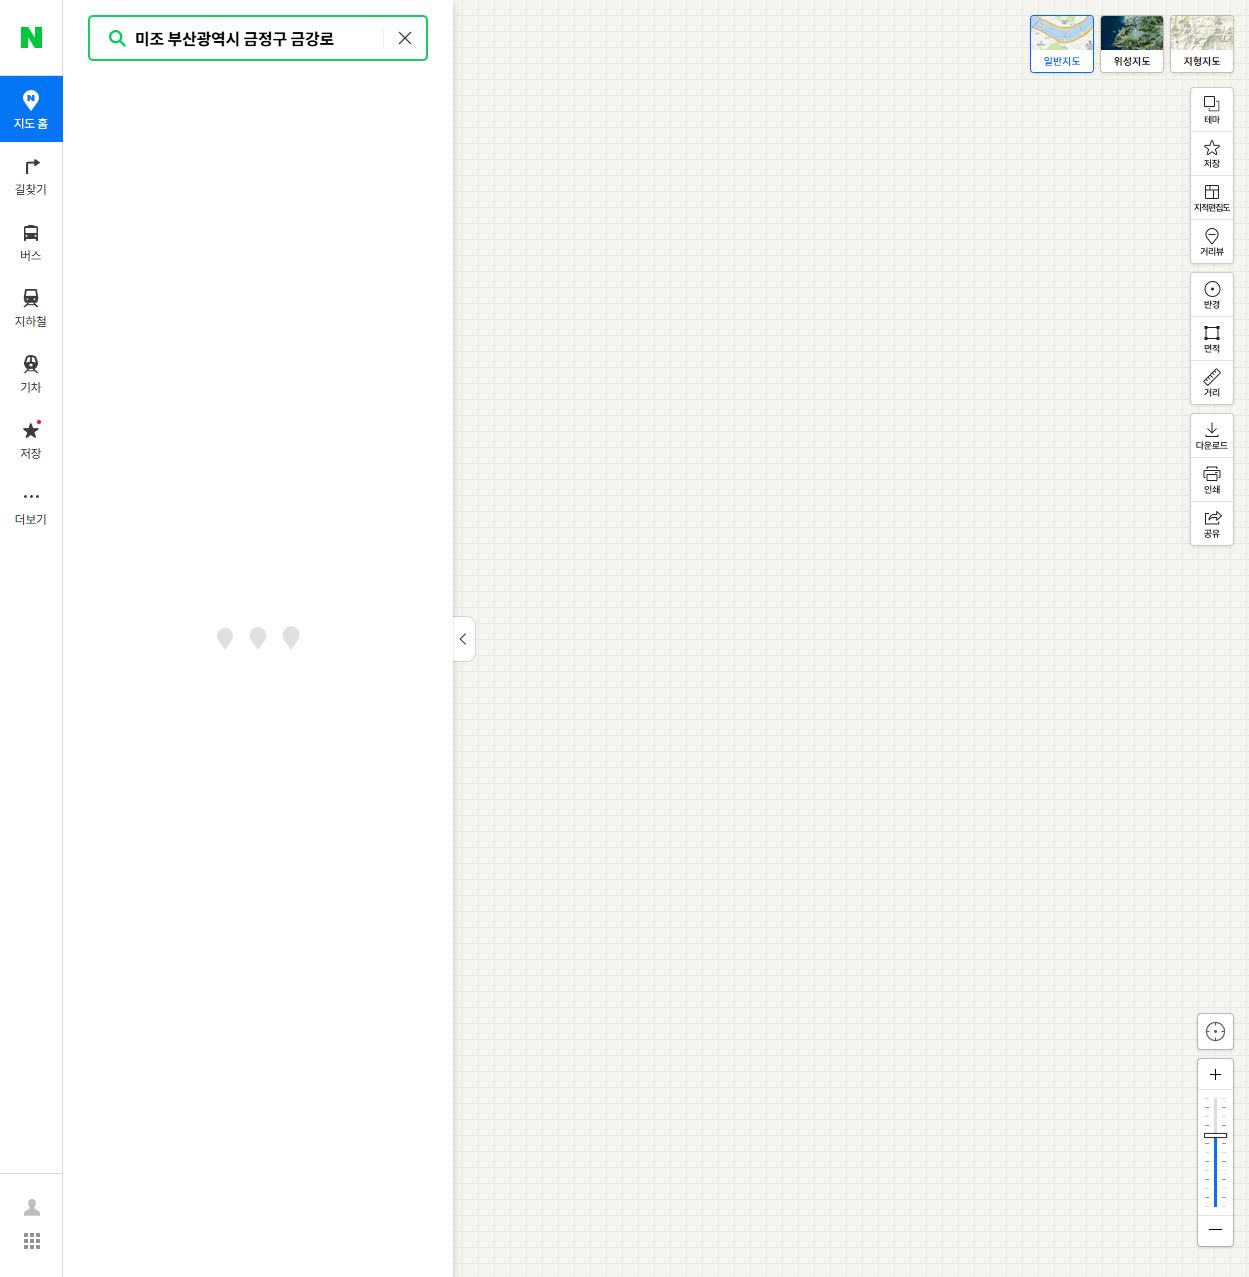 미조 부산광역시 금정구 금강로
지도 홈
길찾기
버스
지하철
기차
저장
더보기
일반지도
위성지도
지형지도
테마
저장
지적편집도
거리뷰
반경
면적
거리
다운로드
인쇄
공유